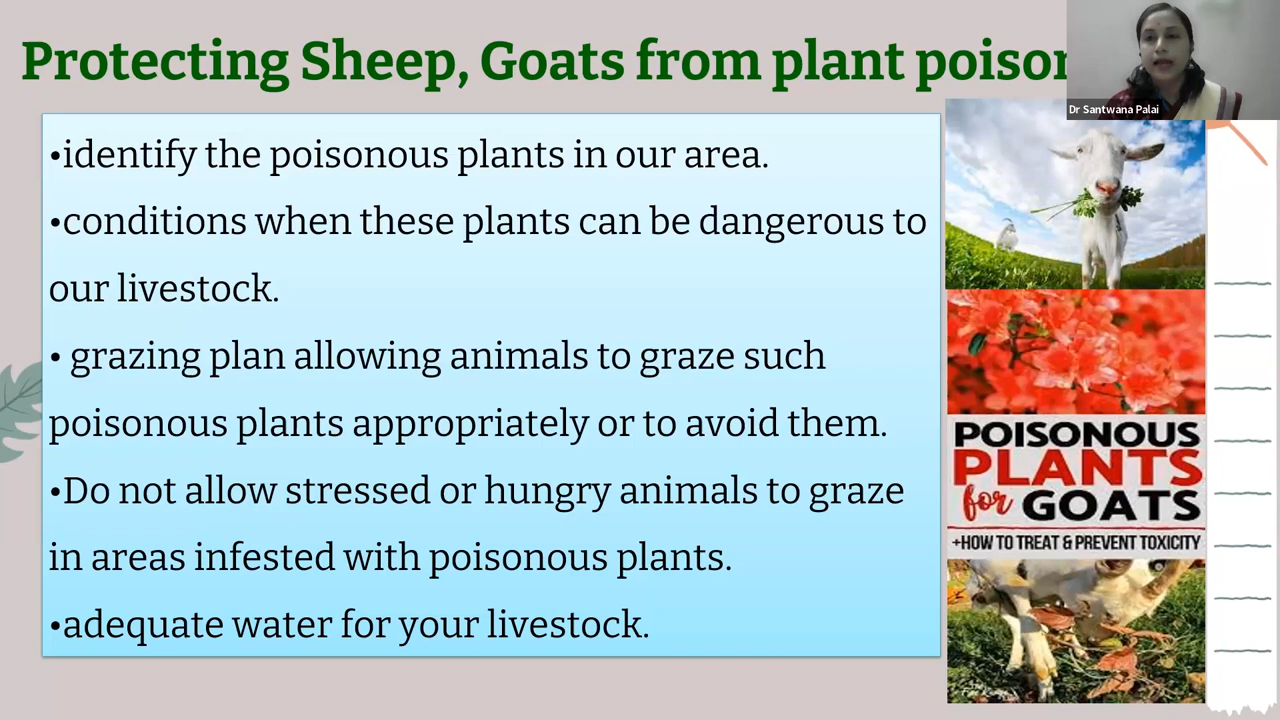 Protecting Sheep, Goats from plant poison
Dr Santwana Palai
•identify the poisonous plants in our area.
•conditions when these plants can be dangerous to
our livestock.
• grazing plan allowing animals to graze such
poisonous plants appropriately or to avoid them.
•Do not allow stressed or hungry animals to graze
in areas infested with poisonous plants.
•adequate water for your livestock.
POISONOUS
PLANTS
for GOATS
+HOW TO TREAT & PREVENT TOXICITY